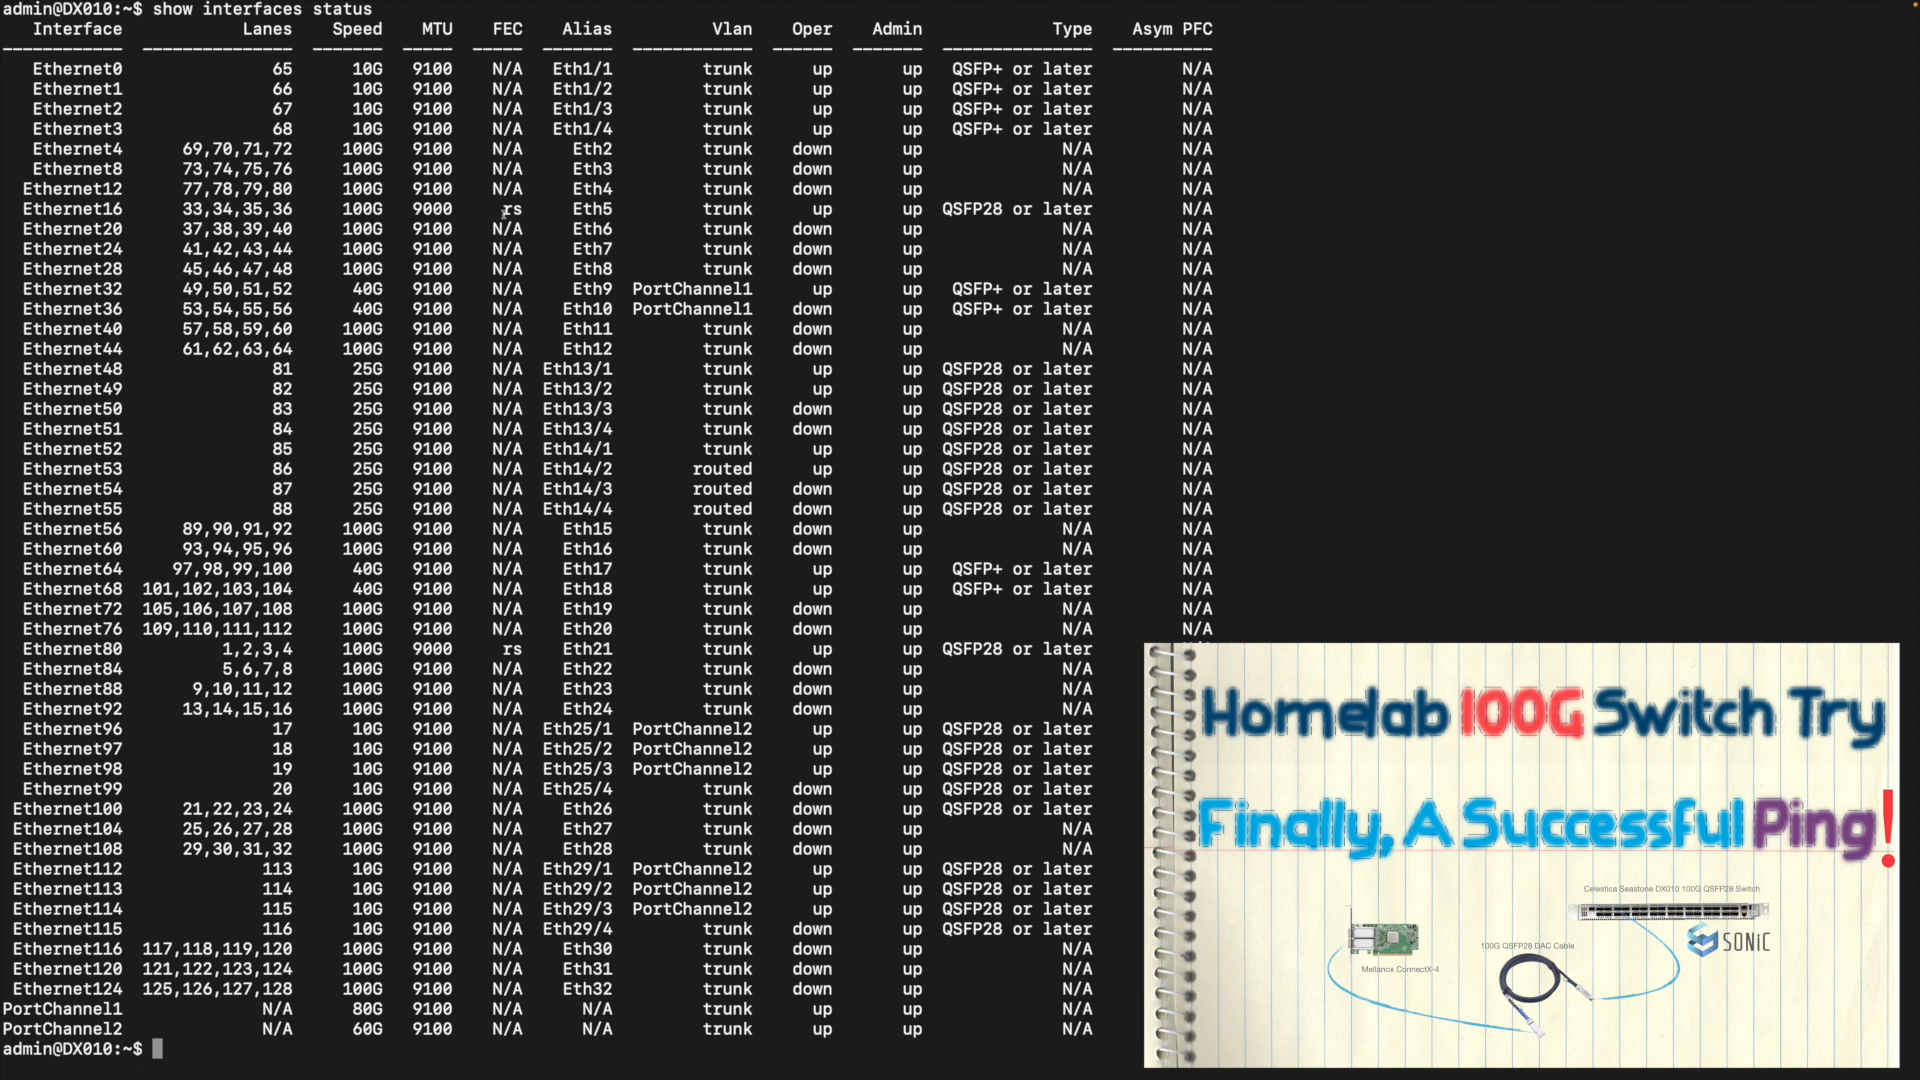 admin@DX010:~$ show interfaces status
Interface Lanes Speed MTU FEC Alias Vlan Oper Admin Type Asym PFC
Ethernet0 65 10G 9100 N/A Eth1/1 trunk up up QSFP+ or later N/A
Ethernet1 66 10G 9100 N/A Eth1/2 trunk up up QSFP+ or later N/A
Ethernet2 67 10G 9100 N/A Eth1/3 trunk up up QSFP+ or later N/A
Ethernet3 68 10G 9100 N/A Eth1/4 trunk up up QSFP+ or later N/A
Ethernet4 69,70,71,72 100G 9100 N/A Eth2 trunk down up N/A N/A
Ethernet8 73,74,75,76 100G 9100 N/A Eth3 trunk down up N/A N/A
Ethernet12 77,78,79,80 100G 9100 N/A Eth4 trunk down up N/A N/A
Ethernet16 33,34,35,36 100G 9000 rs Eth5 trunk up up QSFP28 or later N/A
Ethernet20 37,38,39,40 100G 9100 N/A Eth6 trunk down up N/A N/A
Ethernet24 41,42,43,44 100G 9100 N/A Eth7 trunk down up N/A N/A
Ethernet28 45,46,47,48 100G 9100 N/A Eth8 trunk down up N/A N/A
Ethernet32 49,50,51,52 40G 9100 N/A Eth9 PortChannel1 up up QSFP+ or later N/A
Ethernet36 53,54,55,56 40G 9100 N/A Eth10 PortChannel1 down up QSFP+ or later N/A
Ethernet40 57,58,59,60 100G 9100 N/A Eth11 trunk down up N/A N/A
Ethernet44 61,62,63,64 100G 9100 N/A Eth12 trunk down up N/A N/A
Ethernet48 81 25G 9100 N/A Eth13/1 trunk up up QSFP28 or later N/A
Ethernet49 82 25G 9100 N/A Eth13/2 trunk up up QSFP28 or later N/A
Ethernet50 83 25G 9100 N/A Eth13/3 trunk down up QSFP28 or later N/A
Ethernet51 84 25G 9100 N/A Eth13/4 trunk down up QSFP28 or later N/A
Ethernet52 85 25G 9100 N/A Eth14/1 trunk up up QSFP28 or later N/A
Ethernet53 86 25G 9100 N/A Eth14/2 routed up up QSFP28 or later N/A
Ethernet54 87 25G 9100 N/A Eth14/3 routed down up QSFP28 or later N/A
Ethernet55 88 25G 9100 N/A Eth14/4 routed down up QSFP28 or later N/A
Ethernet56 89,90,91,92 100G 9100 N/A Eth15 trunk down up N/A N/A
Ethernet60 93,94,95,96 100G 9100 N/A Eth16 trunk down up N/A N/A
Ethernet64 97,98,99,100 40G 9100 N/A Eth17 trunk up up QSFP+ or later N/A
Ethernet68 101,102,103,104 40G 9100 N/A Eth18 trunk up up QSFP+ or later N/A
Ethernet72 105,106,107,108 100G 9100 N/A Eth19 trunk down up N/A N/A
Ethernet76 109,110,111,112 100G 9100 N/A Eth20 trunk down up N/A N/A
Ethernet80 1,2,3,4 100G 9000 rs Eth21 trunk up up QSFP28 or later
Ethernet84 5,6,7,8 100G 9100 N/A Eth22 trunk down up N/A
Ethernet88 9,10,11,12 100G 9100 N/A Eth23 trunk down up N/A
Ethernet92 13,14,15,16 100G 9100 N/A Eth24 trunk down up N/A
Ethernet96 17 10G 9100 N/A Eth25/1 PortChannel2 up up QSFP28 or later
Ethernet97 18 10G 9100 N/A Eth25/2 PortChannel2 up up QSFP28 or later
Ethernet98 19 10G 9100 N/A Eth25/3 PortChannel2 up up QSFP28 or later
Ethernet99 20 10G 9100 N/A Eth25/4 trunk down up QSFP28 or later
Ethernet100 21,22,23,24 100G 9100 N/A Eth26 trunk down up QSFP28 or later
Ethernet104 25,26,27,28 100G 9100 N/A Eth27 trunk down up N/A
Ethernet108 29,30,31,32 100G 9100 N/A Eth28 trunk down up N/A
Ethernet112 113 10G 9100 N/A Eth29/1 PortChannel2 up up QSFP28 or later
Ethernet113 114 10G 9100 N/A Eth29/2 PortChannel2 up up QSFP28 or later
Ethernet114 115 10G 9100 N/A Eth29/3 PortChannel2 up up QSFP28 or later
Ethernet115 116 10G 9100 N/A Eth29/4 trunk down up QSFP28 or later
Ethernet116 117,118,119,120 100G 9100 N/A Eth30 trunk down up N/A
Ethernet120 121,122,123,124 100G 9100 N/A Eth31 trunk down up N/A
Ethernet124 125,126,127,128 100G 9100 N/A Eth32 trunk down up N/A
PortChannel1 N/A 80G 9100 N/A N/A trunk up up N/A
PortChannel2 N/A 60G 9100 N/A N/A trunk up up N/A
admin@DX010:~$
Homelab 100G Switch Try
Finally, A Successful Ping!
Celestica Seastone DX010 100G QSFP28 Switch
SONiC
100G QSFP28 DAC Cable
Mellanox ConnectX-4